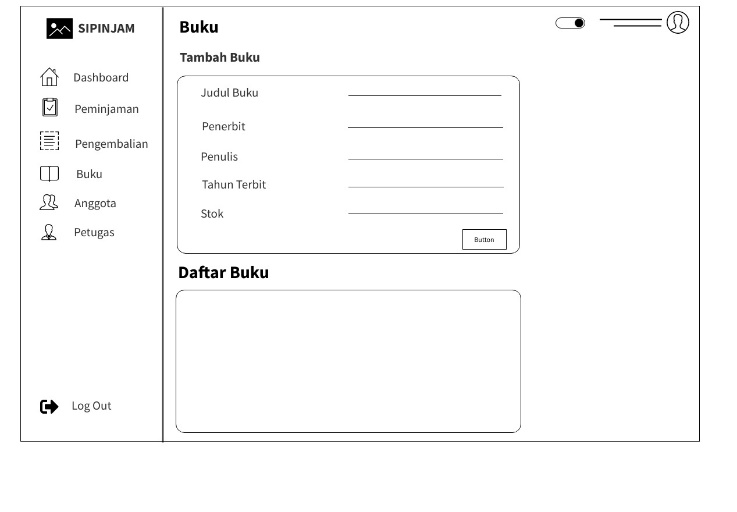 SIPINJAM
Dashboard
Peminjaman
Pengembalian
Buku
Anggota
Petugas
Log Out
Buku
Tambah Buku
Judul Buku
Penerbit
Penulis
Tahun Terbit
Stok
Button
Daftar Buku